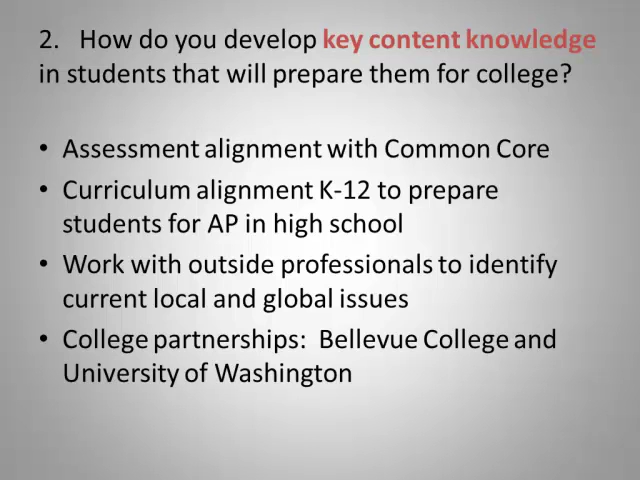 2. How do you develop key content knowledge
in students that will prepare them for college?
• Assessment alignment with Common Core
• Curriculum alignment K-12 to prepare
students for AP in high school
• Work with outside professionals to identify
current local and global issues
• College partnerships: Bellevue College and
University of Washington